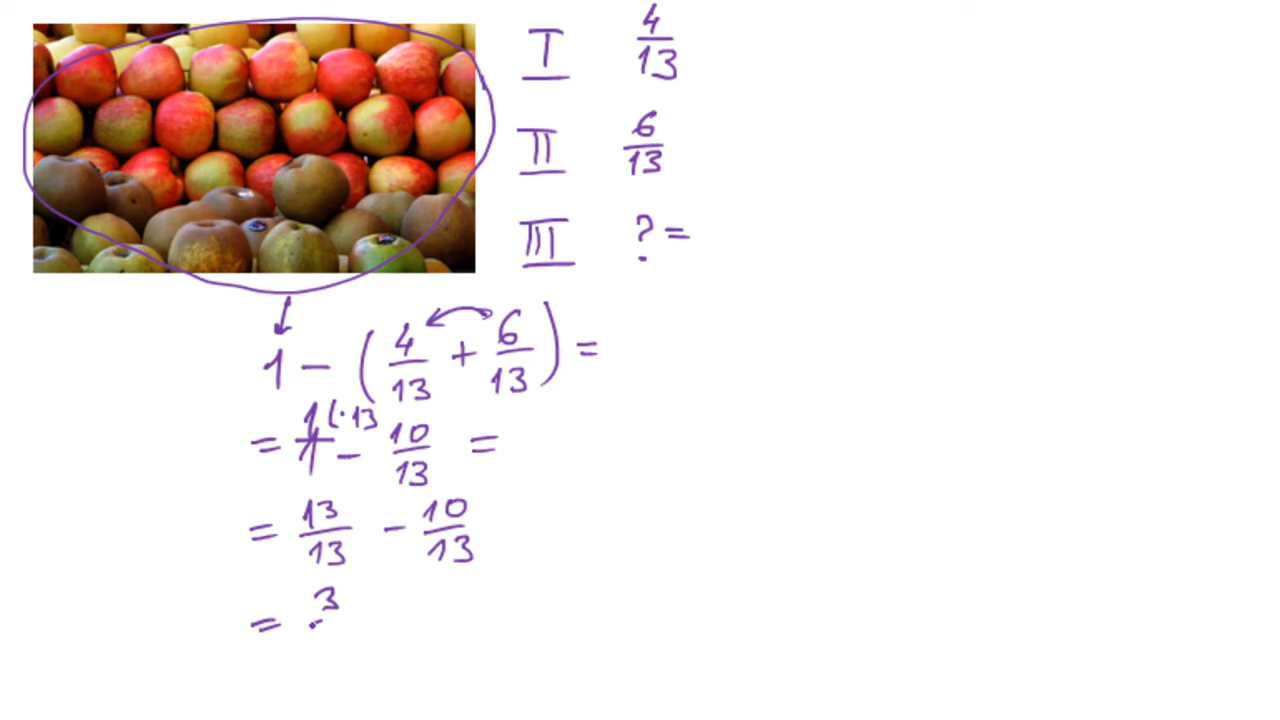 I 4/13
II 6/13
III ? =
1 - (4/13 + 6/13) =
= 1/1 (·13 - 10/13 =
= 13/13 - 10/13
= 3